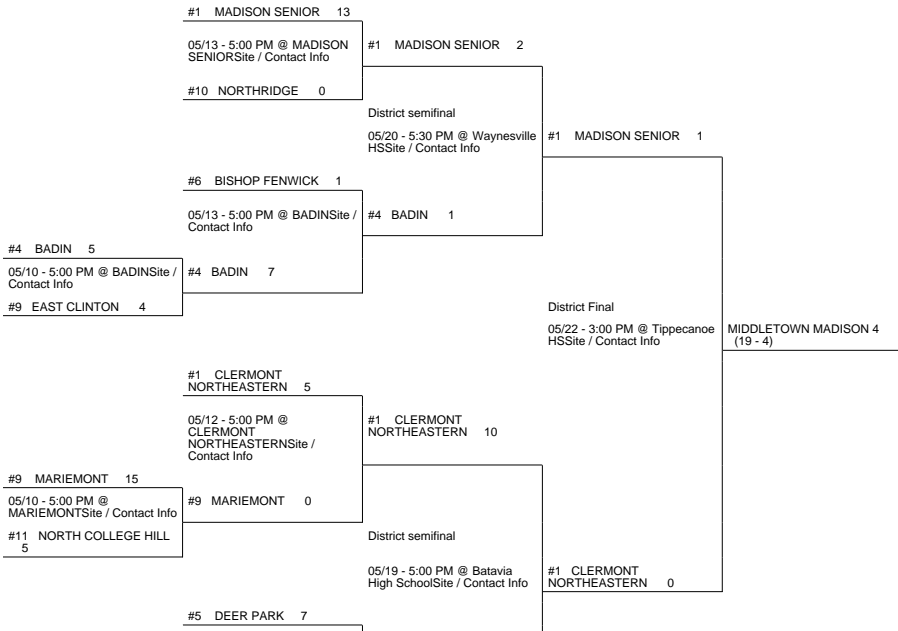 #1 MADISON SENIOR 13
05/13 - 5:00 PM @ MADISON
SENIORSite / Contact Info
#10 NORTHRIDGE 0
#1 MADISON SENIOR 2
District semifinal
05/20 - 5:30 PM @ Waynesville
HSSite / Contact Info
#1 MADISON SENIOR 1
#6 BISHOP FENWICK 1
05/13 - 5:00 PM @ BADINSite /
Contact Info
#4 BADIN 1
#4 BADIN 5
05/10 - 5:00 PM @ BADINSite /
Contact Info
#9 EAST CLINTON 4
#4 BADIN 7
District Final
05/22 - 3:00 PM @ Tippecanoe
HSSite / Contact Info
MIDDLETOWN MADISON 4
(19 - 4)
#1 CLERMONT
NORTHEASTERN 5
05/12 - 5:00 PM @
CLERMONT
NORTHEASTERNSite /
Contact Info
#1 CLERMONT
NORTHEASTERN 10
#9 MARIEMONT 15
05/10 - 5:00 PM @
MARIEMONTSite / Contact Info
#11 NORTH COLLEGE HILL
5
#9 MARIEMONT 0
District semifinal
05/19 - 5:00 PM @ Batavia
High SchoolSite / Contact Info
#1 CLERMONT
NORTHEASTERN 0
#5 DEER PARK 7